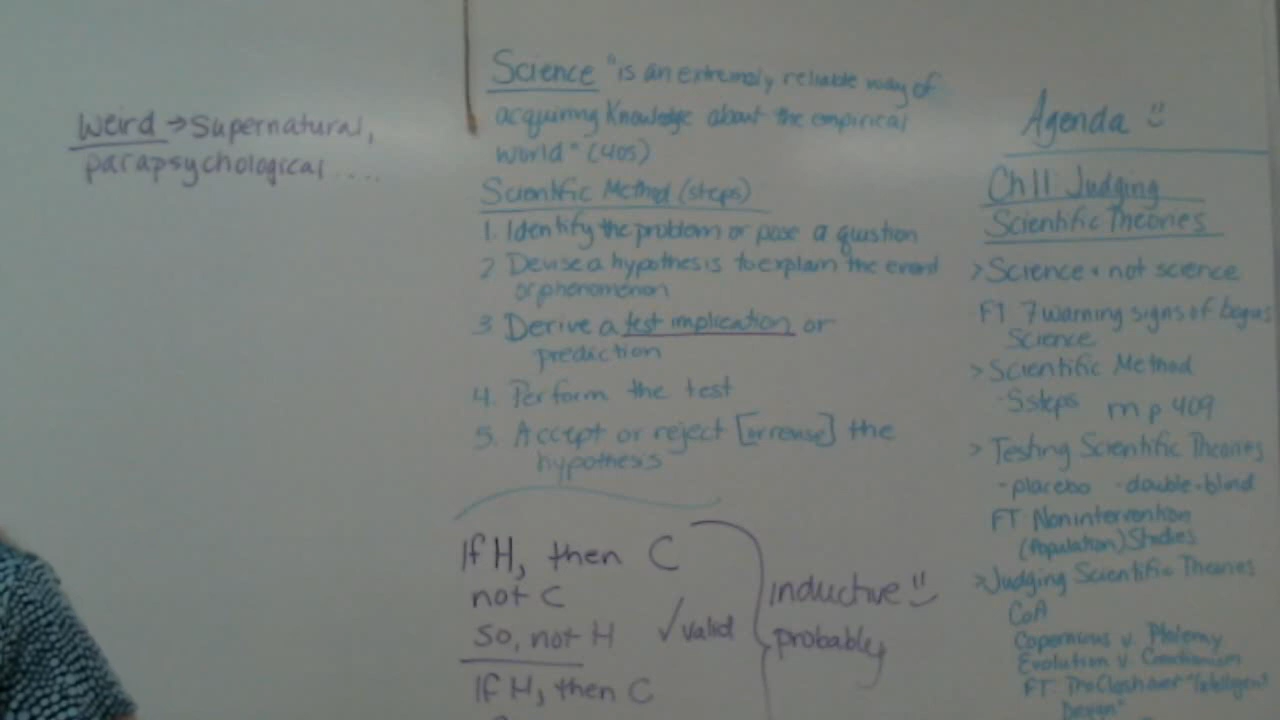 Weird → Supernatural,
parapsychological ....
Science "is an extremely reliable way of
acquiring knowledge about the empirical
world" (405)
Scientific Method (steps)
1. Identify the problem or pose a question
2 Devise a hypothesis to explain the event
or phenomenon
3 Derive a test implication or
prediction
4. Perform the test
5. Accept or reject [or revise] the
hypothesis
If H, then C
not C
So, not H ✓valid
If H, then C
inductive
probably
Agenda
Ch 11 Judging
Scientific Theories
> Science · not science
FT 7 warning signs of bogus
Science
> Scientific Method
- 5 steps m p 409
> Testing Scientific Theories
- placebo - double-blind
FT Nonintervention
(Population) Studies
> Judging Scientific Theories
CoA
Copernicus v. Ptolemy
Evolution v. Creationism
FT The Clash over "Intelligent
Design"